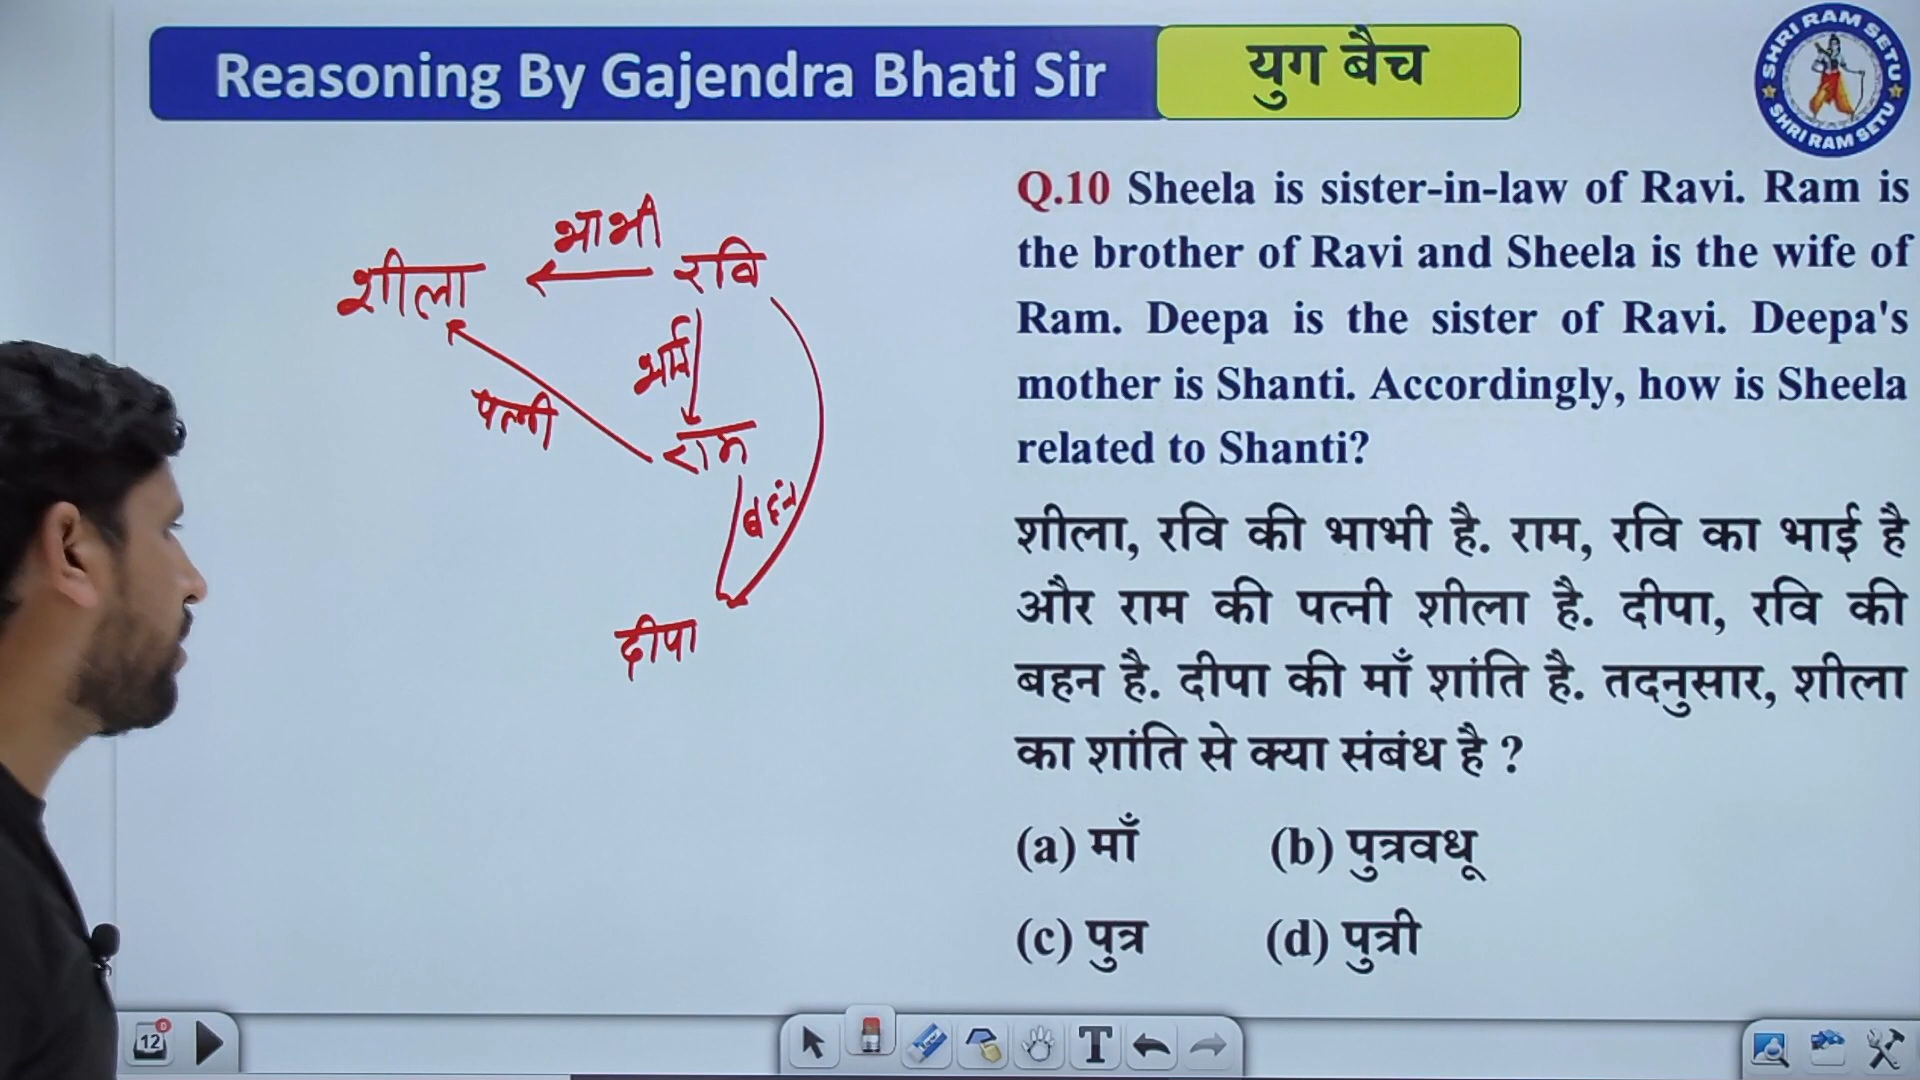 Reasoning By Gajendra Bhati Sir
युग बैच
SHRI RAM SETU
SHRI RAM SETU
Q.10 Sheela is sister-in-law of Ravi. Ram is
the brother of Ravi and Sheela is the wife of
Ram. Deepa is the sister of Ravi. Deepa's
mother is Shanti. Accordingly, how is Sheela
related to Shanti?
शीला, रवि की भाभी है. राम, रवि का भाई है
और राम की पत्नी शीला है. दीपा, रवि की
बहन है. दीपा की माँ शांति है. तदनुसार, शीला
का शांति से क्या संबंध है ?
(a) माँ (b) पुत्रवधू
(c) पुत्र (d) पुत्री
भाभी
शीला रवि
भाई
पत्नी
राम
बहन
दीपा
12
T